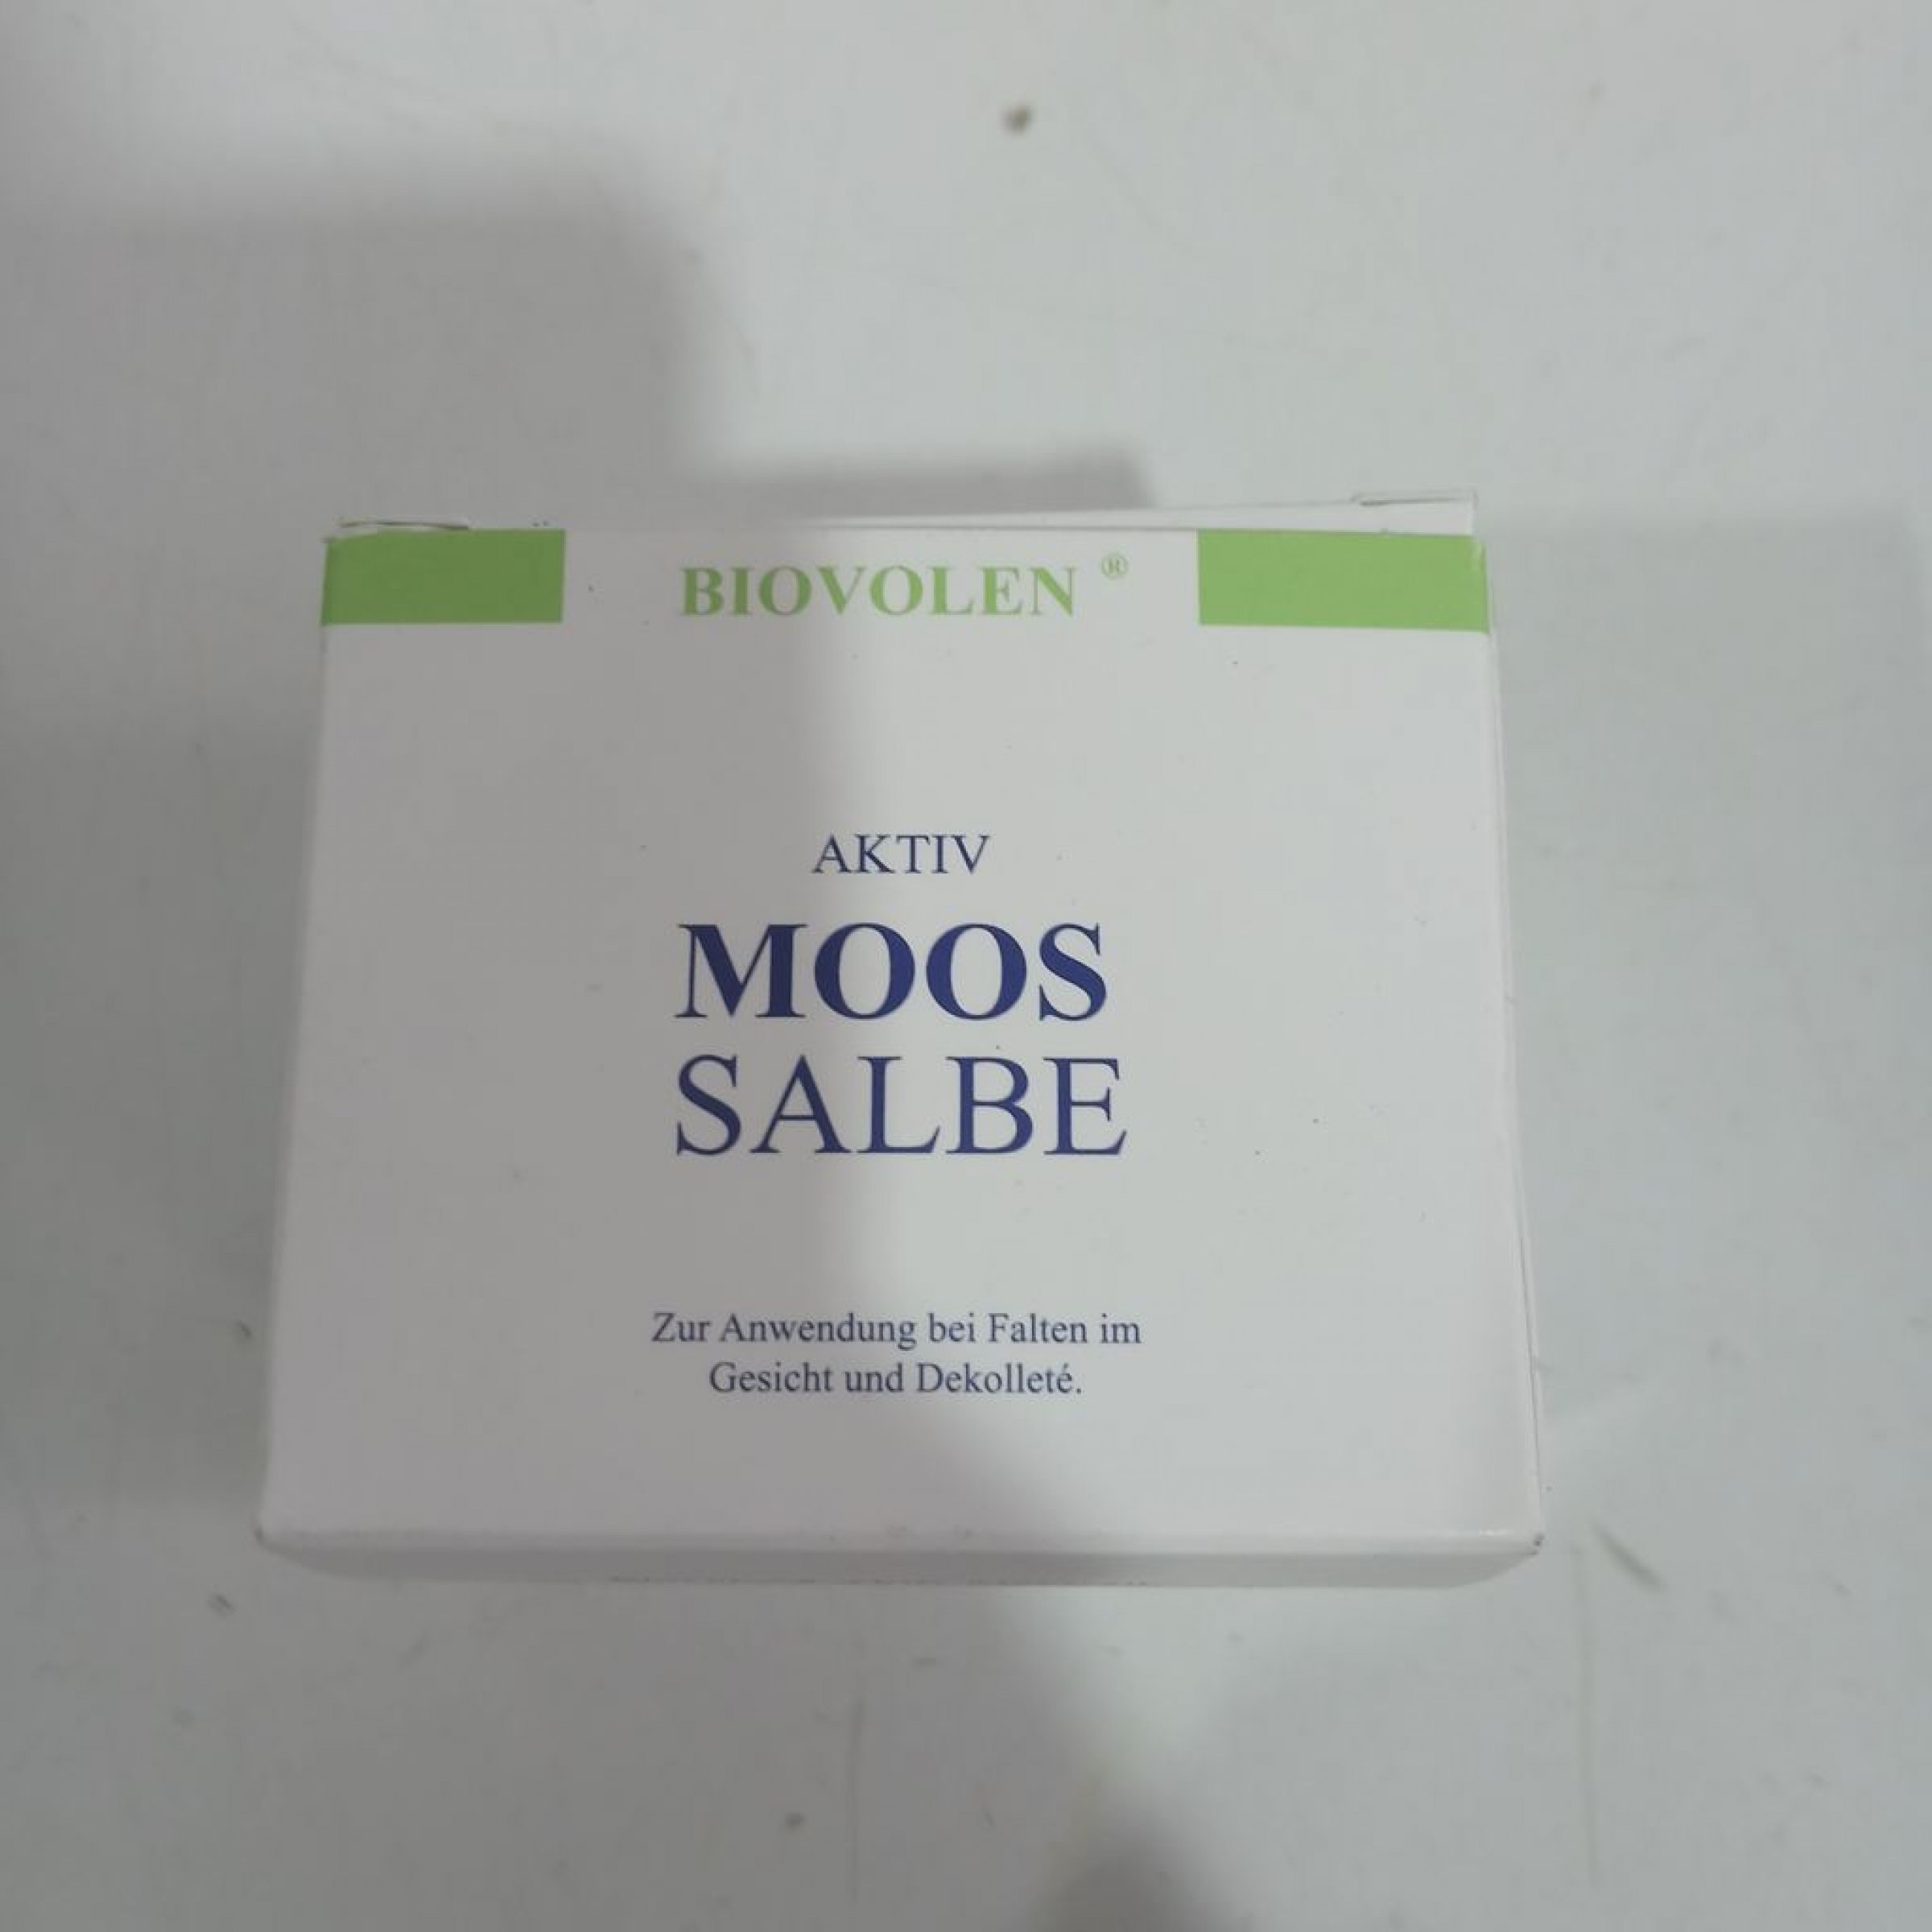 BIOVOLEN ®
AKTIV
MOOS
SALBE
Zur Anwendung bei Falten im
Gesicht und Dekolleté.